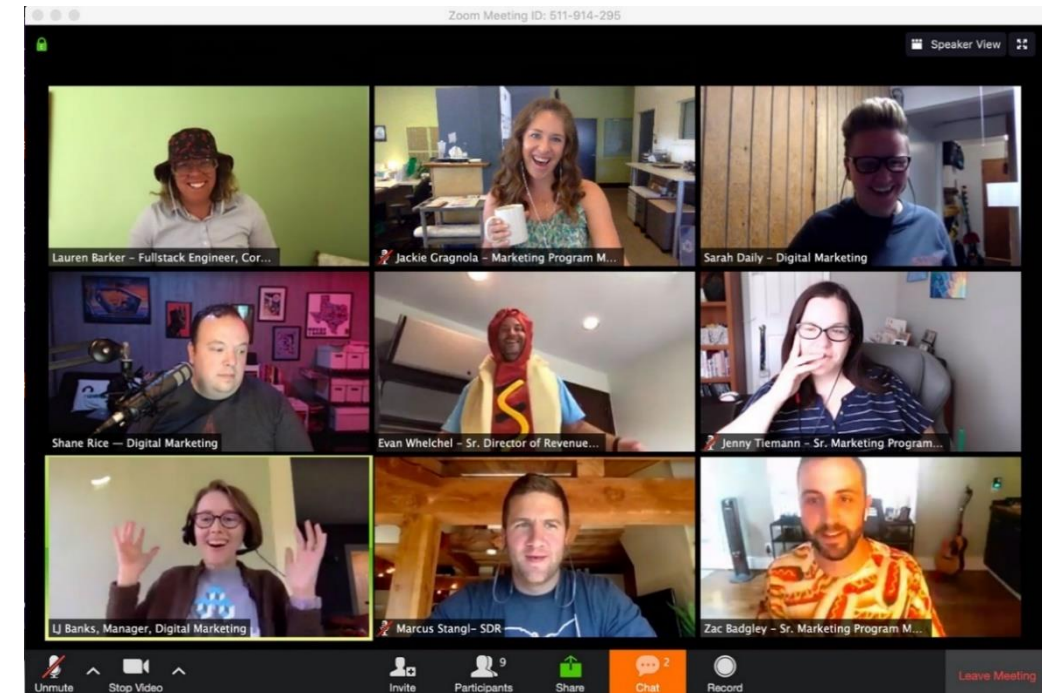 Zoom Meeting ID: 511-914-295
Speaker View
Lauren Barker – Fullstack Engineer, Cor...
Jackie Gragnola – Marketing Program M...
Sarah Daily – Digital Marketing
TEXAS
Shane Rice — Digital Marketing
Evan Whelchel – Sr. Director of Revenue...
Jenny Tiemann – Sr. Marketing Program...
LJ Banks, Manager, Digital Marketing
Marcus Stangl– SDR
Zac Badgley – Sr. Marketing Program M...
9
2
Unmute
Stop Video
Invite
Participants
Share
Chat
Record
Leave Meeting